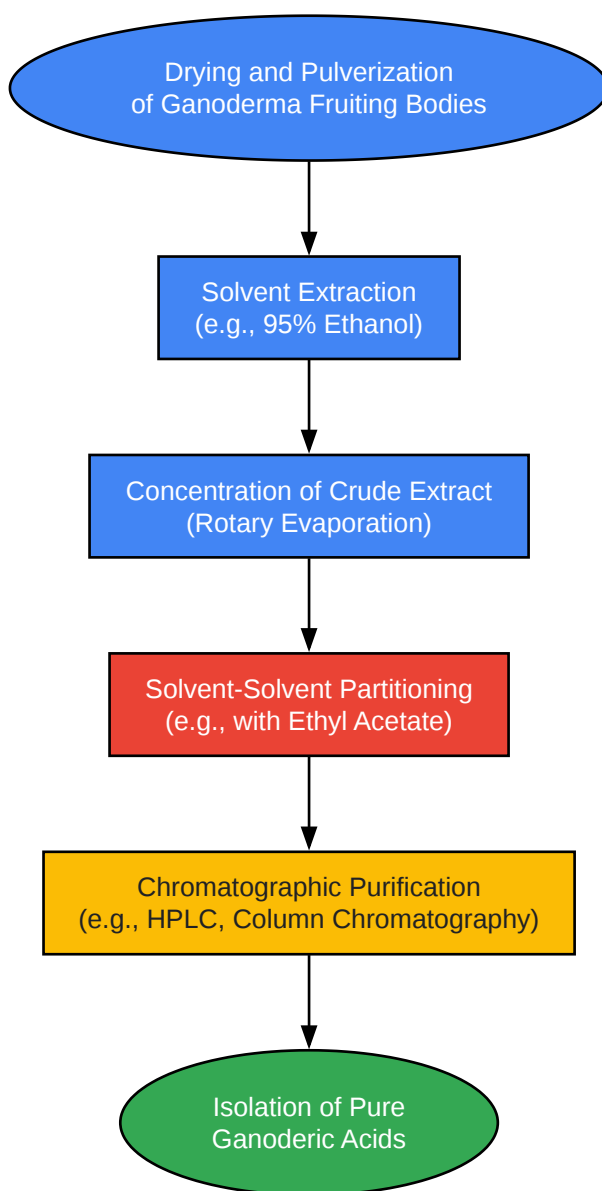 Drying and Pulverization
of Ganoderma Fruiting Bodies
Solvent Extraction
(e.g., 95% Ethanol)
Concentration of Crude Extract
(Rotary Evaporation)
Solvent-Solvent Partitioning
(e.g., with Ethyl Acetate)
Chromatographic Purification
(e.g., HPLC, Column Chromatography)
Isolation of Pure
Ganoderic Acids